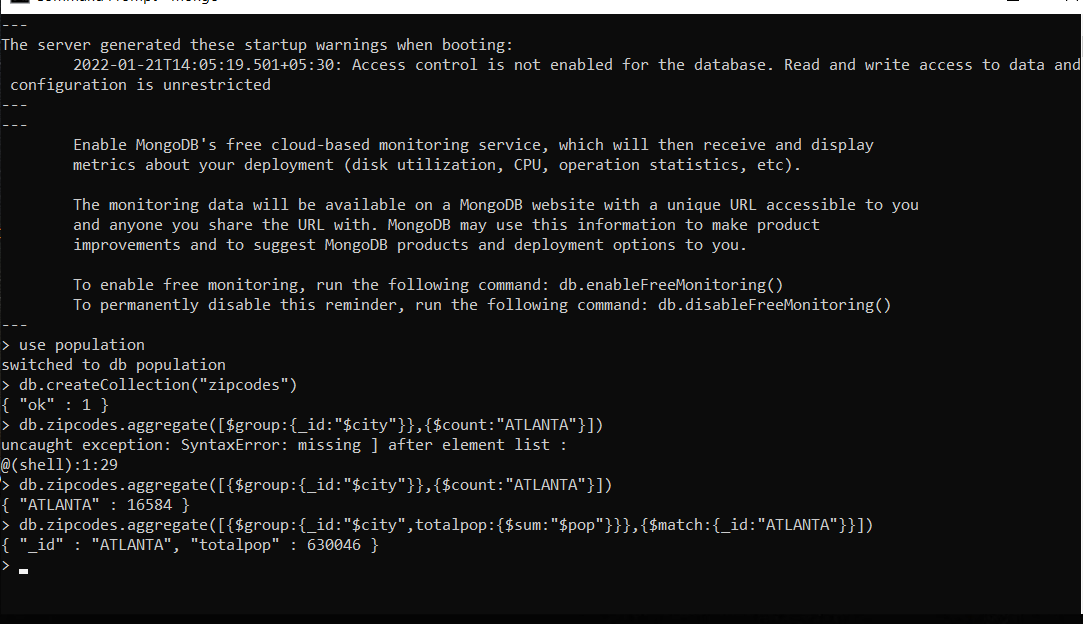 ---
The server generated these startup warnings when booting:
        2022-01-21T14:05:19.501+05:30: Access control is not enabled for the database. Read and write access to data and
 configuration is unrestricted
---
---
        Enable MongoDB's free cloud-based monitoring service, which will then receive and display
        metrics about your deployment (disk utilization, CPU, operation statistics, etc).

        The monitoring data will be available on a MongoDB website with a unique URL accessible to you
        and anyone you share the URL with. MongoDB may use this information to make product
        improvements and to suggest MongoDB products and deployment options to you.

        To enable free monitoring, run the following command: db.enableFreeMonitoring()
        To permanently disable this reminder, run the following command: db.disableFreeMonitoring()
---
> use population
switched to db population
> db.createCollection("zipcodes")
{ "ok" : 1 }
> db.zipcodes.aggregate([$group:{_id:"$city"}},{$count:"ATLANTA"}])
uncaught exception: SyntaxError: missing ] after element list :
@(shell):1:29
> db.zipcodes.aggregate([{$group:{_id:"$city"}},{$count:"ATLANTA"}])
{ "ATLANTA" : 16584 }
> db.zipcodes.aggregate([{$group:{_id:"$city",totalpop:{$sum:"$pop"}}},{$match:{_id:"ATLANTA"}}])
{ "_id" : "ATLANTA", "totalpop" : 630046 }
>